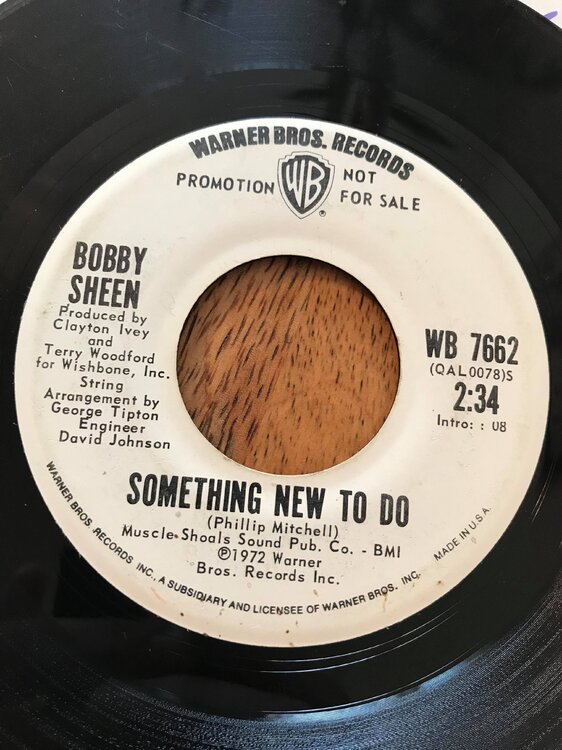 WARNER BROS. RECORDS
PROMOTION NOT FOR SALE
WB
®
BOBBY
SHEEN
Produced by
Clayton Ivey
and
Terry Woodford
for Wishbone, Inc.
String
Arrangement by
George Tipton
Engineer
David Johnson
WB 7662
(QAL0078)S
2:34
Intro: : 08
SOMETHING NEW TO DO
(Phillip Mitchell)
Muscle Shoals Sound Pub. Co. - BMI
℗1972 Warner
Bros. Records Inc.
WARNER BROS. RECORDS INC., A SUBSIDIARY AND LICENSEE OF WARNER BROS. INC. MADE IN U.S.A.